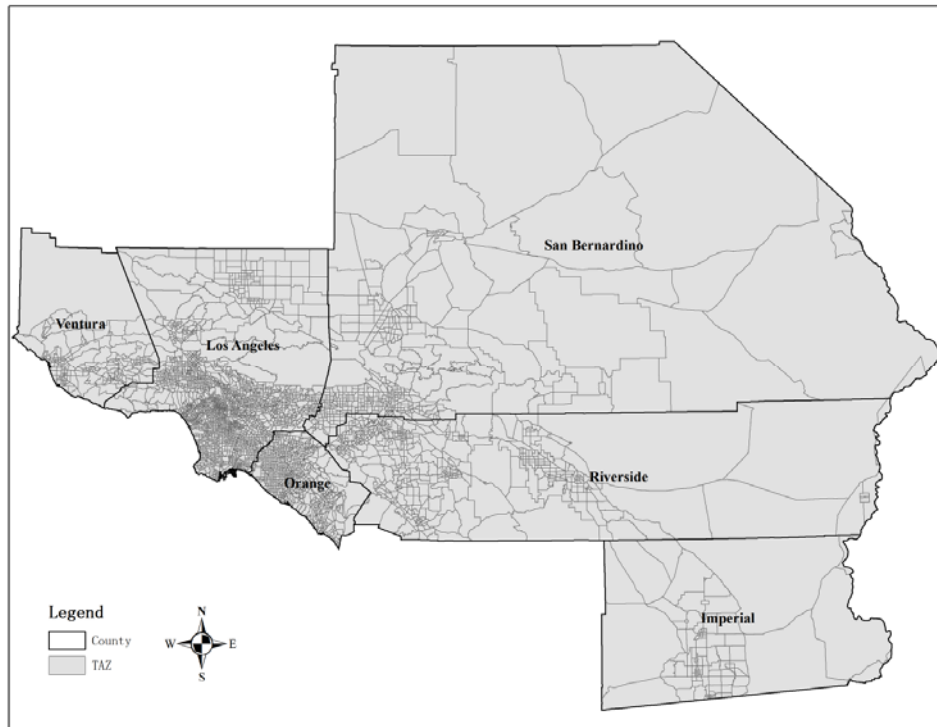 San Bernardino
Ventura
Los Angeles
Riverside
Orange
Imperial
Legend
County
TAZ
N
W E
S